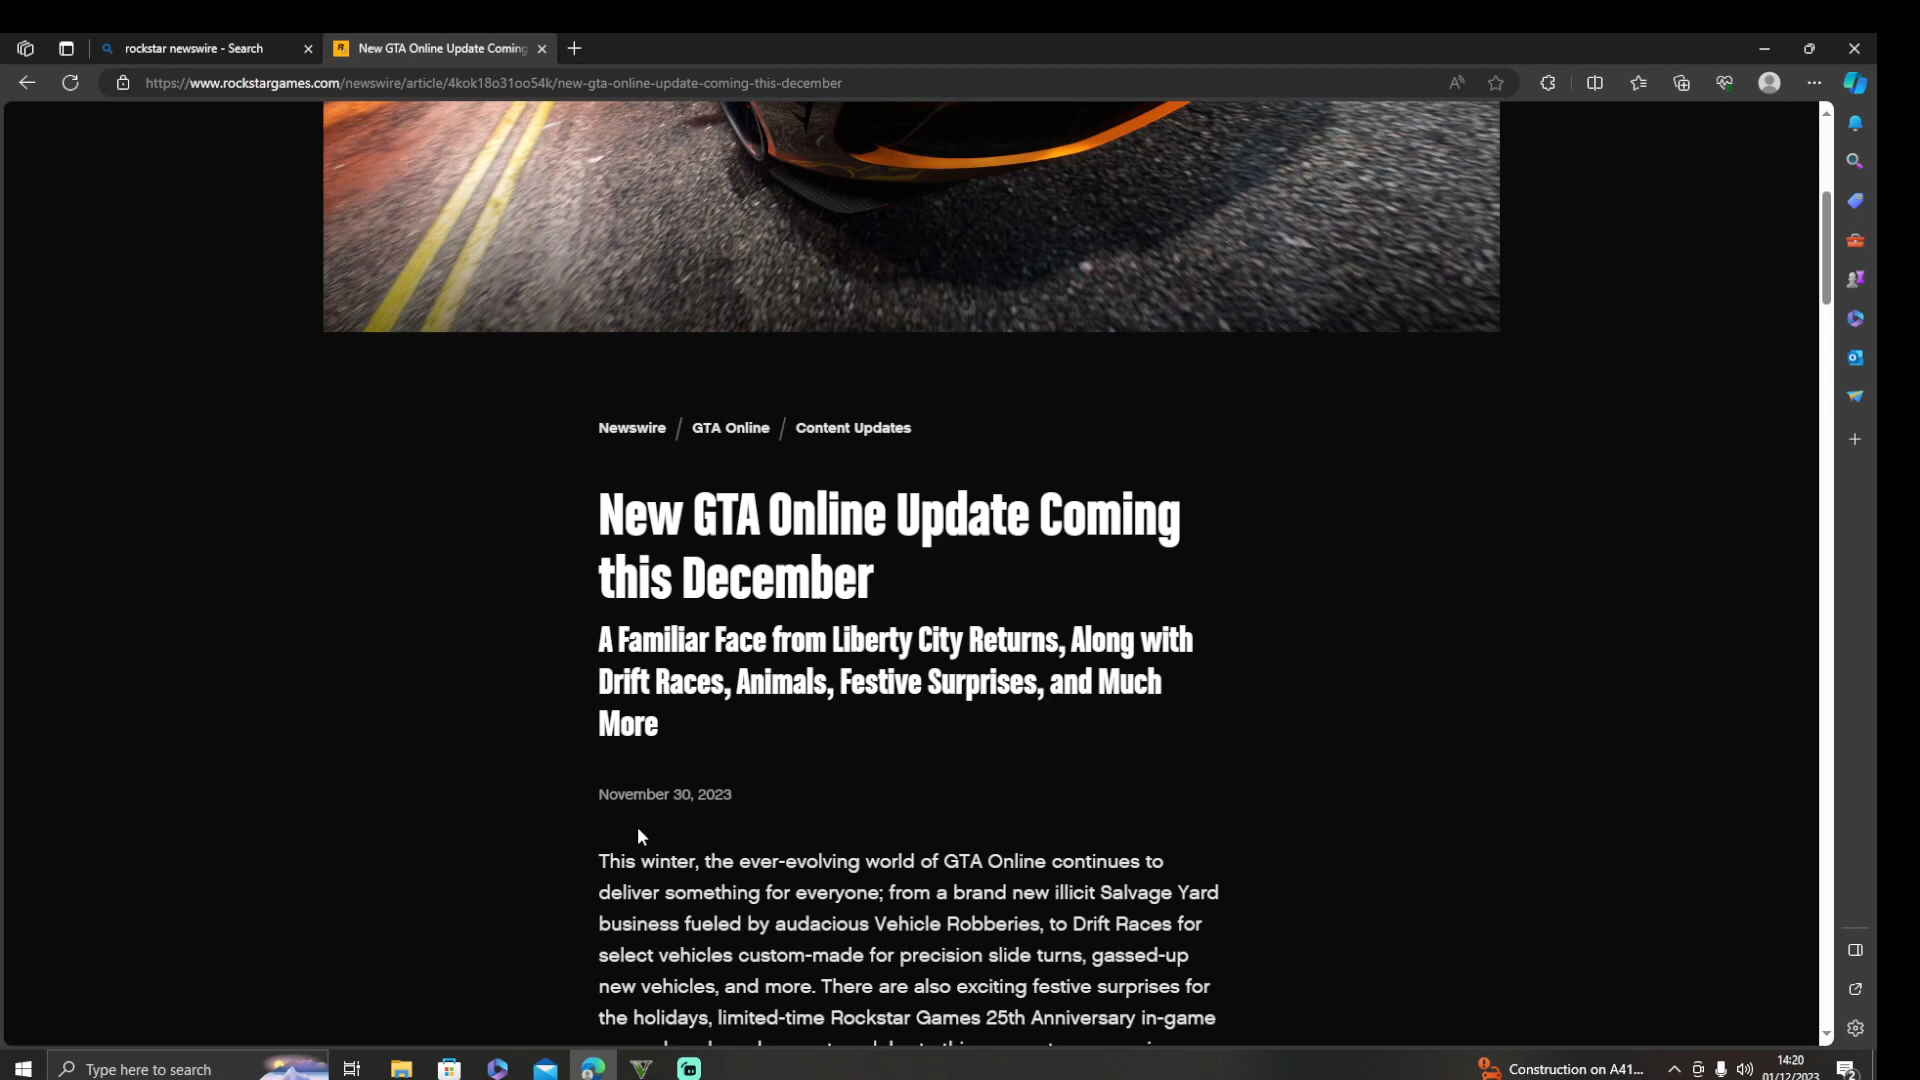 rockstar newswire - Search
New GTA Online Update Coming
https://www.rockstargames.com/newswire/article/4kok18o31oo54k/new-gta-online-update-coming-this-december
Newswire / GTA Online / Content Updates
New GTA Online Update Coming
this December
A Familiar Face from Liberty City Returns, Along with
Drift Races, Animals, Festive Surprises, and Much
More
November 30, 2023
This winter, the ever-evolving world of GTA Online continues to
deliver something for everyone; from a brand new illicit Salvage Yard
business fueled by audacious Vehicle Robberies, to Drift Races for
select vehicles custom-made for precision slide turns, gassed-up
new vehicles, and more. There are also exciting festive surprises for
the holidays, limited-time Rockstar Games 25th Anniversary in-game
Type here to search
Construction on A41...
14:20
01/12/2023
2